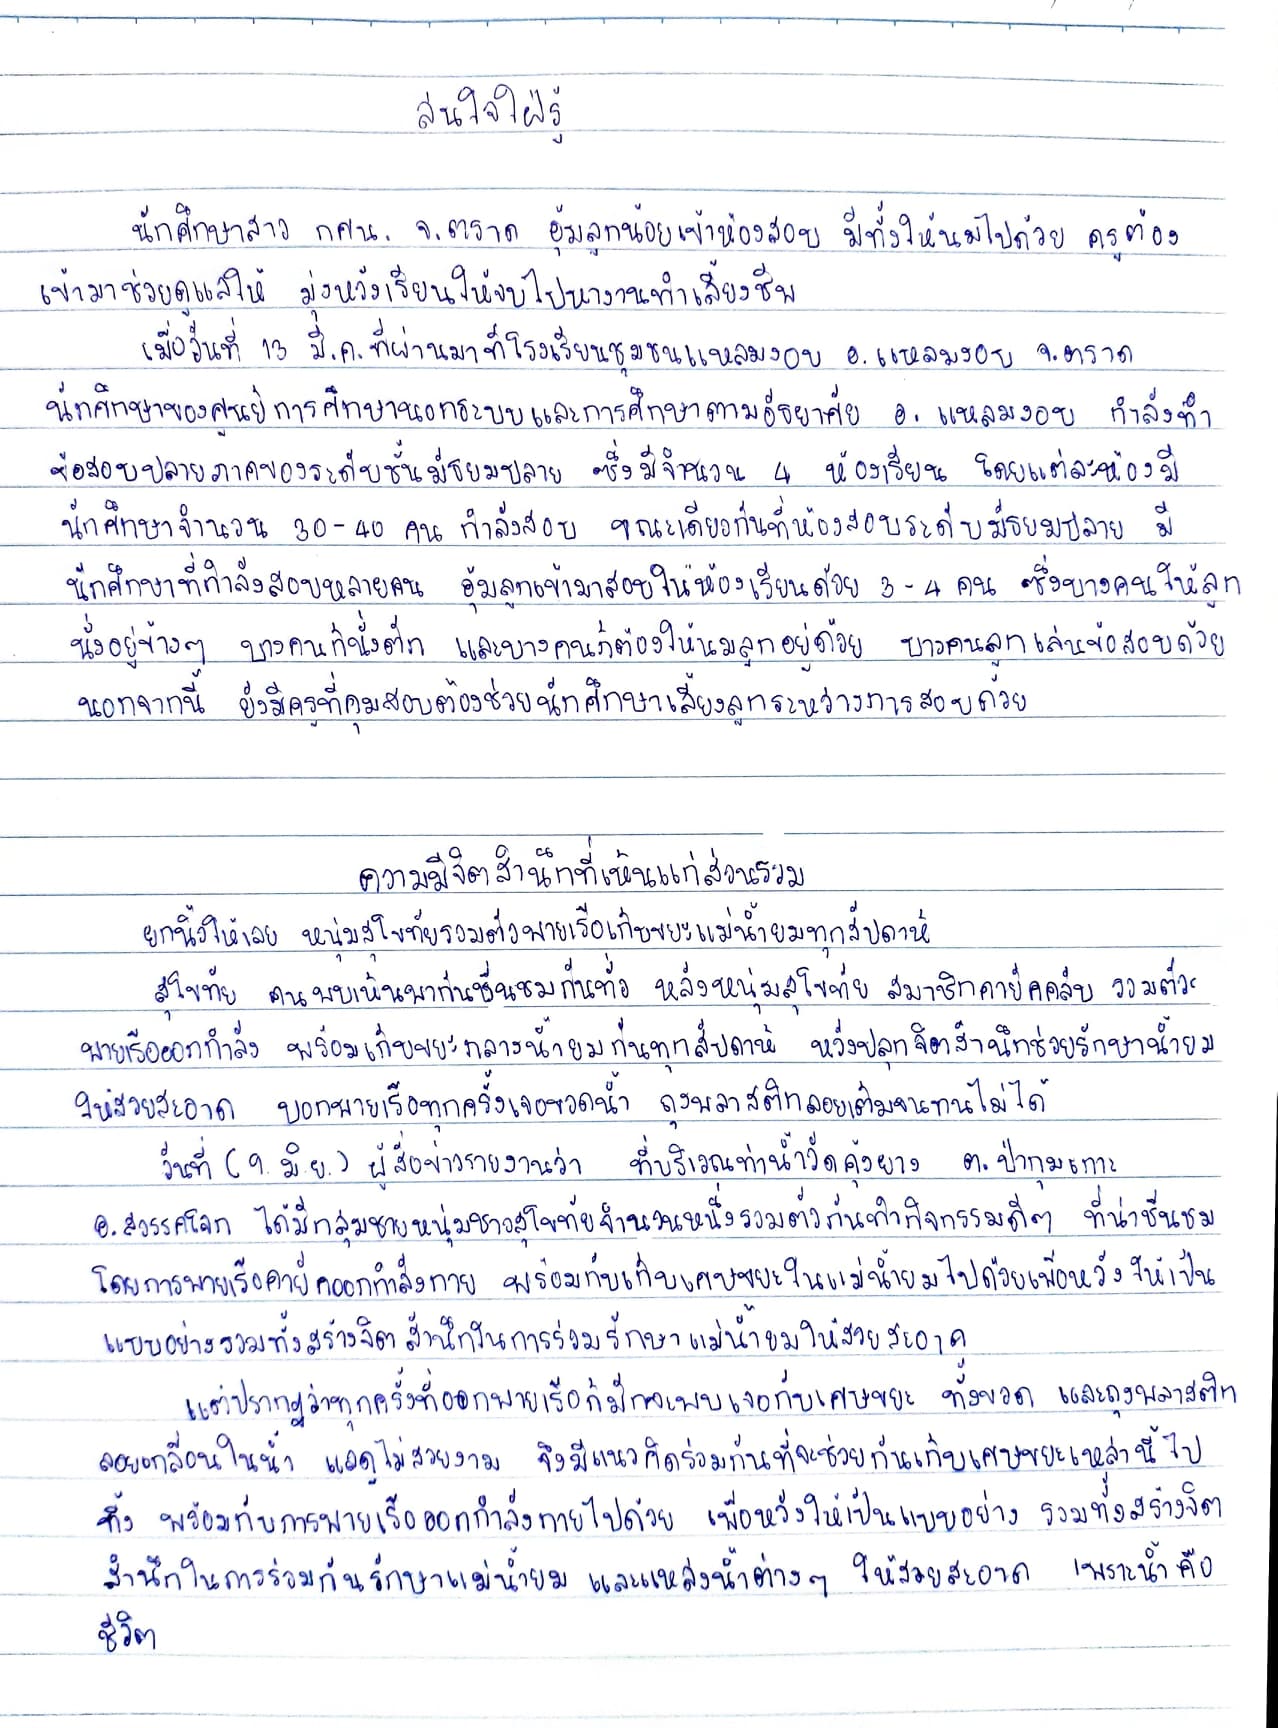 สนใจใฝ่รู้
นักศึกษาสาว กศน. จ.ตราด อุ้มลูกน้อยเข้าห้องสอบ มีทั้งให้นมไปด้วย ครูต้อง
เข้ามาช่วยดูแลให้ มุ่งหวังเรียนให้จบไปหางานทำเลี้ยงชีพ
เมื่อวันที่ 13 มี.ค.ที่ผ่านมาที่โรงเรียนชุมชนแหลมงอบ อ.แหลมงอบ จ.ตราด
นักศึกษาของศูนย์การศึกษานอกระบบและการศึกษาตามอัธยาศัย อ. แหลมงอบ กำลังทำ
ข้อสอบปลายภาคของระดับชั้นมัธยมปลาย ซึ่งมีจำนวน 4 ห้องเรียน โดยแต่ละห้องมี
นักศึกษาจำนวน 30-40 คน กำลังสอบ ขณะเดียวกันที่ห้องสอบระดับมัธยมปลาย มี
นักศึกษาที่กำลังสอบหลายคน อุ้มลูกเข้ามาสอบในห้องเรียนด้วย 3-4 คน ซึ่งบางคนให้ลูก
นั่งอยู่ข้างๆ บางคนก็นั่งตัก และบางคนก็ต้องให้นมลูกอยู่ด้วย บางคนลูกเล่นข้อสอบด้วย
นอกจากนี้ ยังมีครูที่คุมสอบต้องช่วยนักศึกษาเลี้ยงลูกระหว่างการสอบด้วย
ความมีจิตสำนึกที่เห็นแก่ส่วนรวม
ยกนิ้วให้เลย หนุ่มสุโขทัยรวมตัวพายเรือเก็บขยะแม่น้ำยมทุกสัปดาห์
สุโขทัย คนพบเห็นพากันชื่นชมกันทั่ว หลังหนุ่มสุโขทัย สมาชิกคายัคคลับ รวมตัวะ
พายเรือออกกำลัง พร้อมเก็บขยะกลางน้ำยมกันทุกสัปดาห์ หวังปลุกจิตสำนึกช่วยรักษาน้ำยม
ให้สวยสะอาด บอกพายเรือทุกครั้งเจอขวดน้ำ ถุงพลาสติกลอยเต็มจนทนไม่ได้
วันที่ (9 มิ.ย.) ผู้สื่อข่าวรายงานว่า ที่บริเวณท่าน้ำวัดคุ้งยาง ต.ป่ากุมเกาะ
อ.สวรรคโลก ได้มีกลุ่มชายหนุ่มชาวสุโขทัยจำนวนหนึ่งรวมตัวกันทำกิจกรรมดีๆ ที่น่าชื่นชม
โดยการพายเรือคายัคออกกำลังกาย พร้อมกับเก็บเศษขยะในแม่น้ำยมไปด้วยเพื่อหวังให้เป็น
แบบอย่างรวมทั้งสร้างจิตสำนึกในการร่วมรักษาแม่น้ำยมให้สวยสะอาด
แต่ปรากฏว่าทุกครั้งที่ออกพายเรือก็มักจะพบเจอกับเศษขยะ ทั้งขวด และถุงพลาสติก
ลอยเกลื่อนในน้ำ แลดูไม่สวยงาม จึงมีแนวคิดร่วมกันที่จะช่วยกันเก็บเศษขยะเหล่านี้ไป
ทิ้ง พร้อมกับการพายเรือออกกำลังกายไปด้วย เพื่อหวังให้เป็นแบบอย่าง รวมทั้งสร้างจิต
สำนึกในการร่วมกันรักษาแม่น้ำยม และแหล่งน้ำต่างๆ ให้สวยสะอาด เพราะน้ำคือ
ชีวิต